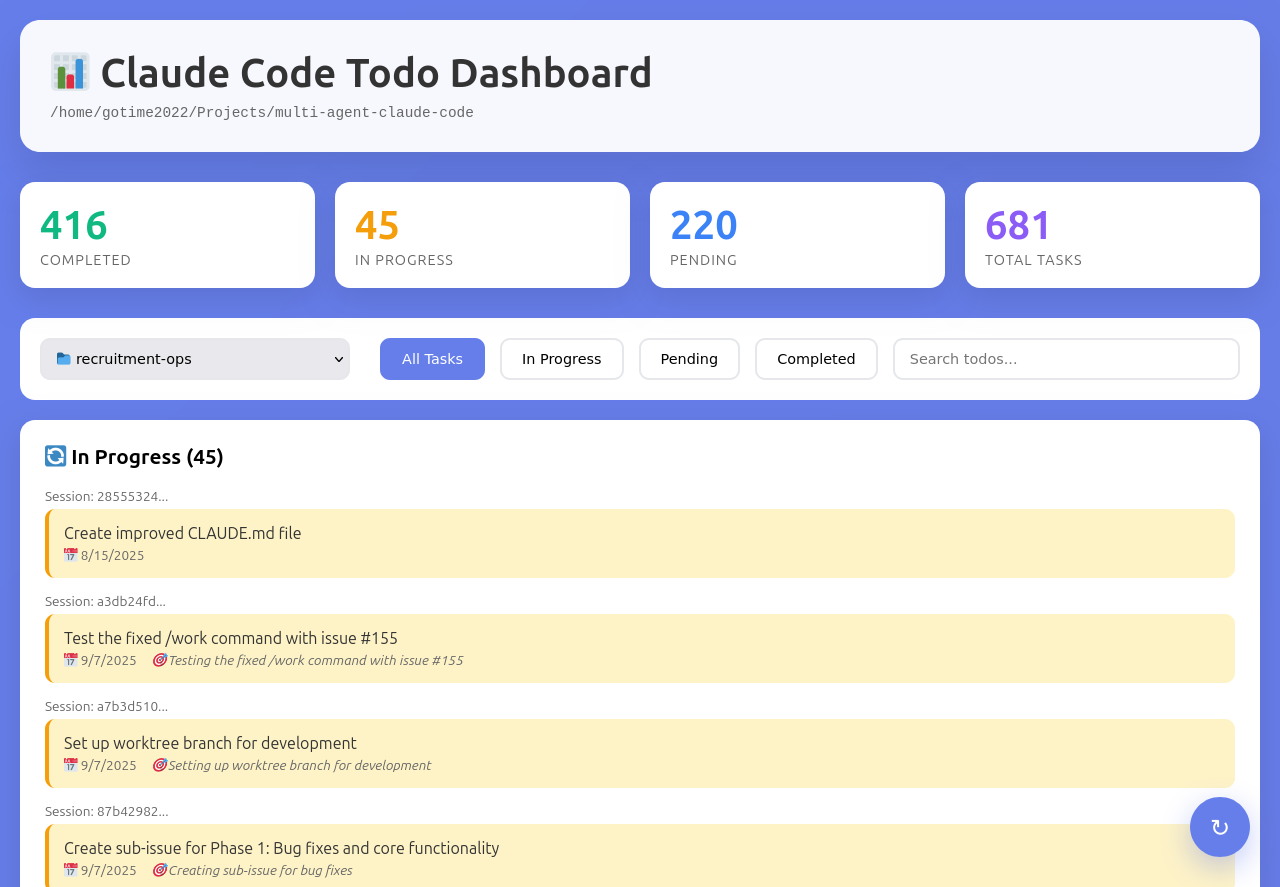 Claude Code Todo Dashboard
/home/gotime2022/Projects/multi-agent-claude-code
416
COMPLETED
45
IN PROGRESS
220
PENDING
681
TOTAL TASKS
recruitment-ops
All Tasks
In Progress
Pending
Completed
Search todos...
In Progress (45)
Session: 28555324...
Create improved CLAUDE.md file
8/15/2025
Session: a3db24fd...
Test the fixed /work command with issue #155
9/7/2025 Testing the fixed /work command with issue #155
Session: a7b3d510...
Set up worktree branch for development
9/7/2025 Setting up worktree branch for development
Session: 87b42982...
Create sub-issue for Phase 1: Bug fixes and core functionality
9/7/2025 Creating sub-issue for bug fixes